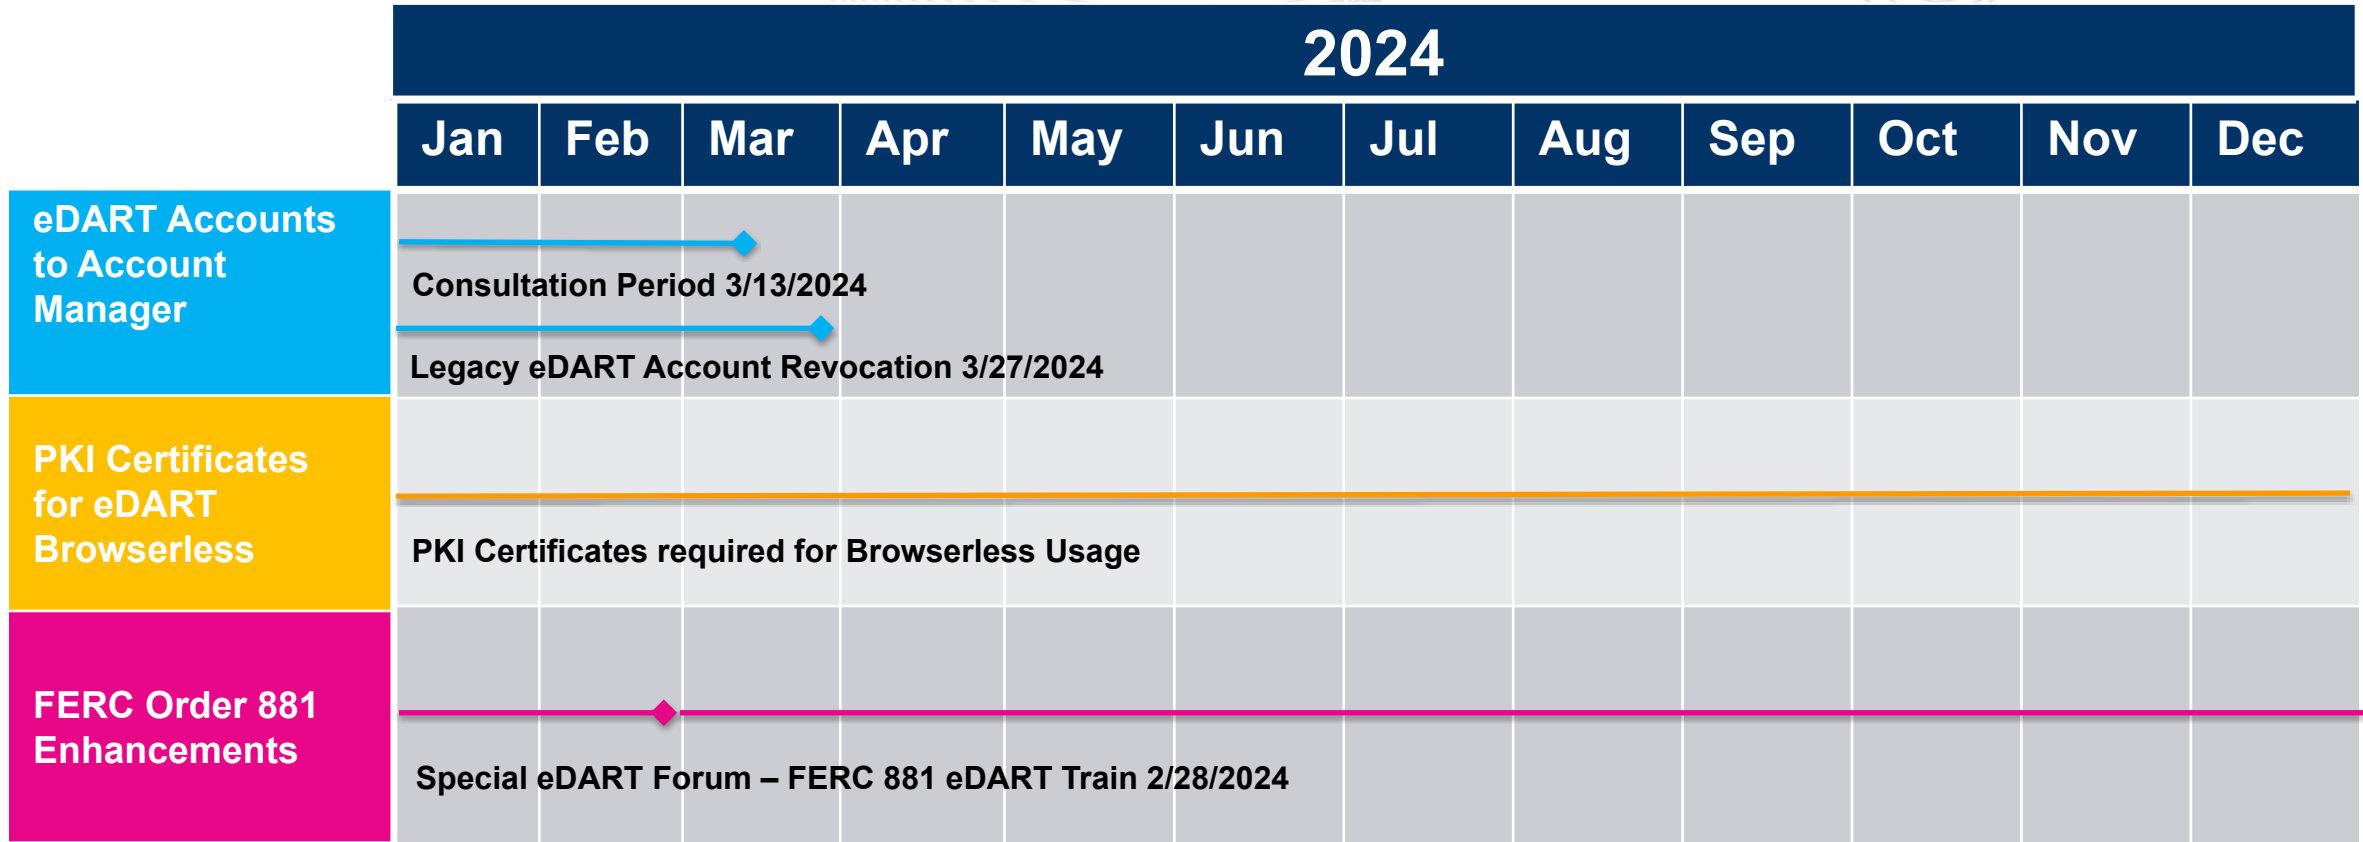 2024
Jan Feb Mar Apr May Jun Jul Aug Sep Oct Nov Dec
eDART Accounts
to Account
Manager
Consultation Period 3/13/2024
Legacy eDART Account Revocation 3/27/2024
PKI Certificates
for eDART
Browserless
PKI Certificates required for Browserless Usage
FERC Order 881
Enhancements
Special eDART Forum – FERC 881 eDART Train 2/28/2024